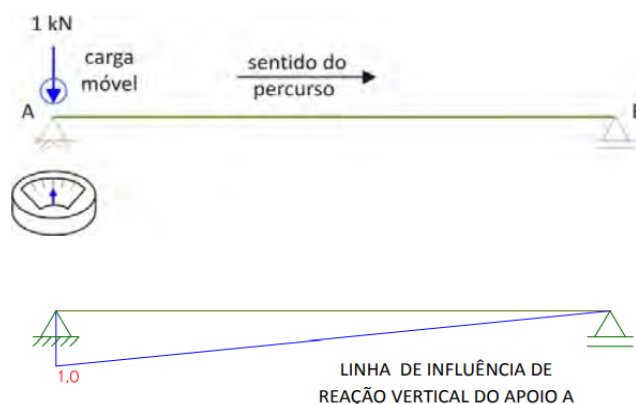 1 kN
carga
móvel
sentido do
percurso
A
1.0
LINHA DE INFLUÊNCIA DE
REAÇÃO VERTICAL DO APOIO A